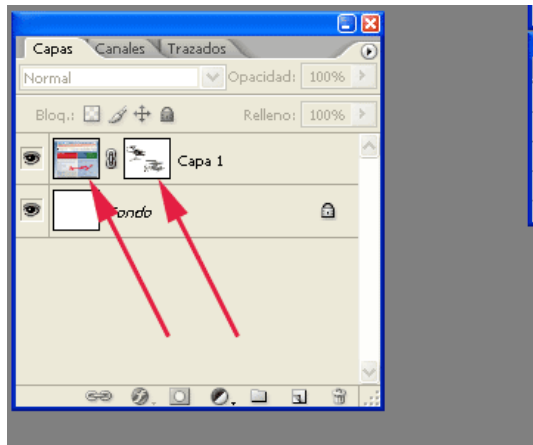 Capas Canales Trazados
Normal Opacidad: 100%
Bloq.: Relleno: 100%
Capa 1
Fondo